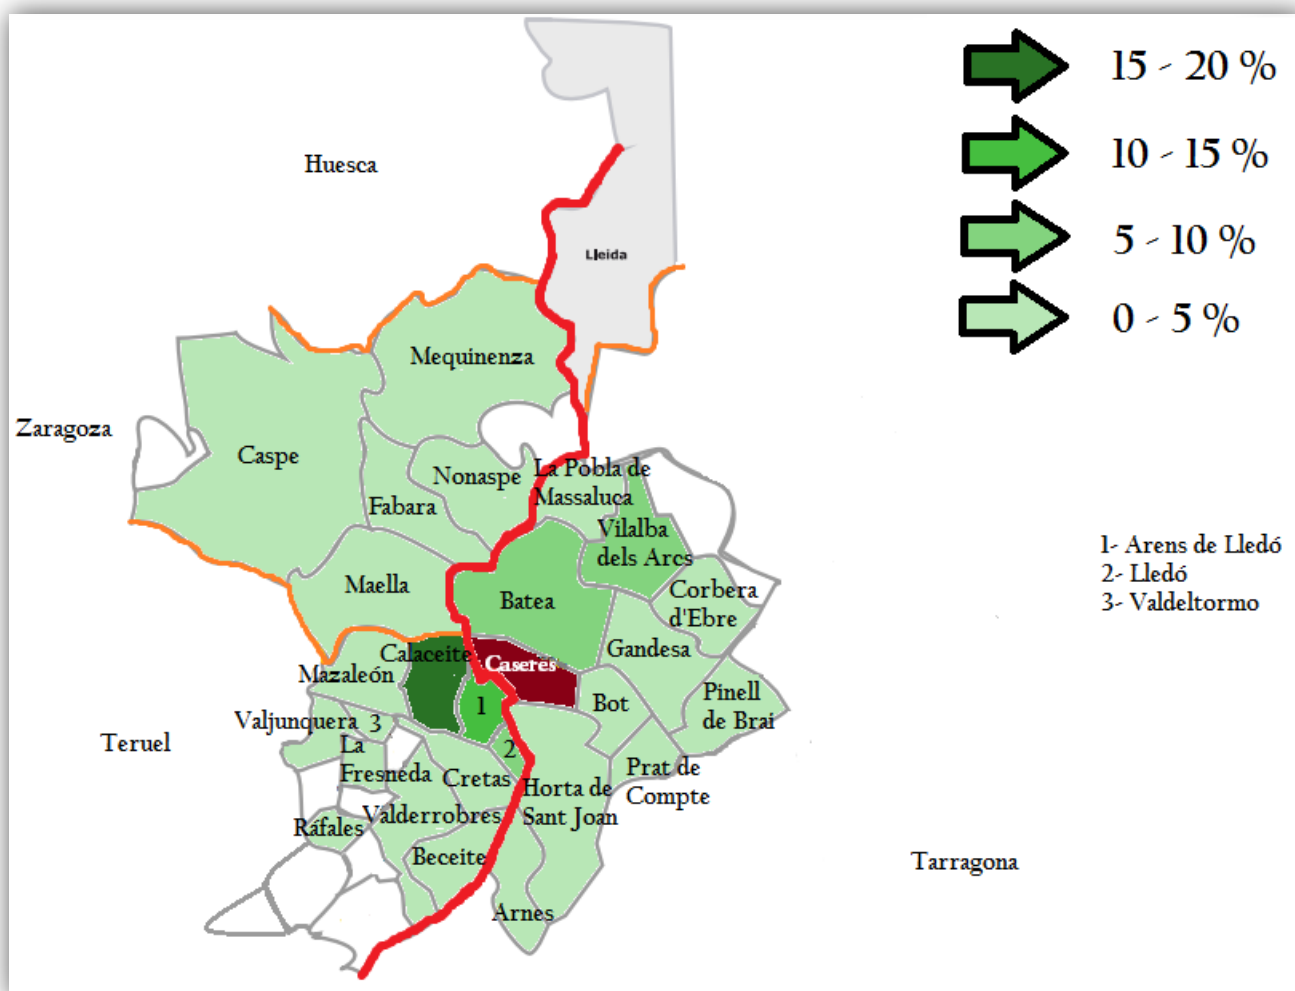 15 - 20 %
Huesca
10 - 15 %
5 - 10 %
Lleida
0 - 5 %
Mequinenza
Zaragoza
Caspe
Nonaspe
La Pobla de
Massaluca
Fabara
Vilalba
dels Arcs
1- Arens de Lledó
2- Lledó
3- Valdeltormo
Maella
Batea
Corbera
d'Ebre
Gandesa
Calaceite
Caseres
Mazaleón
1
Bot
Pinell
de Brai
Valjunquera
3
Teruel
2
La
Fresneda
Cretas
Prat de
Compte
Horta de
Sant Joan
Valderrobres
Ráfales
Beceite
Tarragona
Arnes